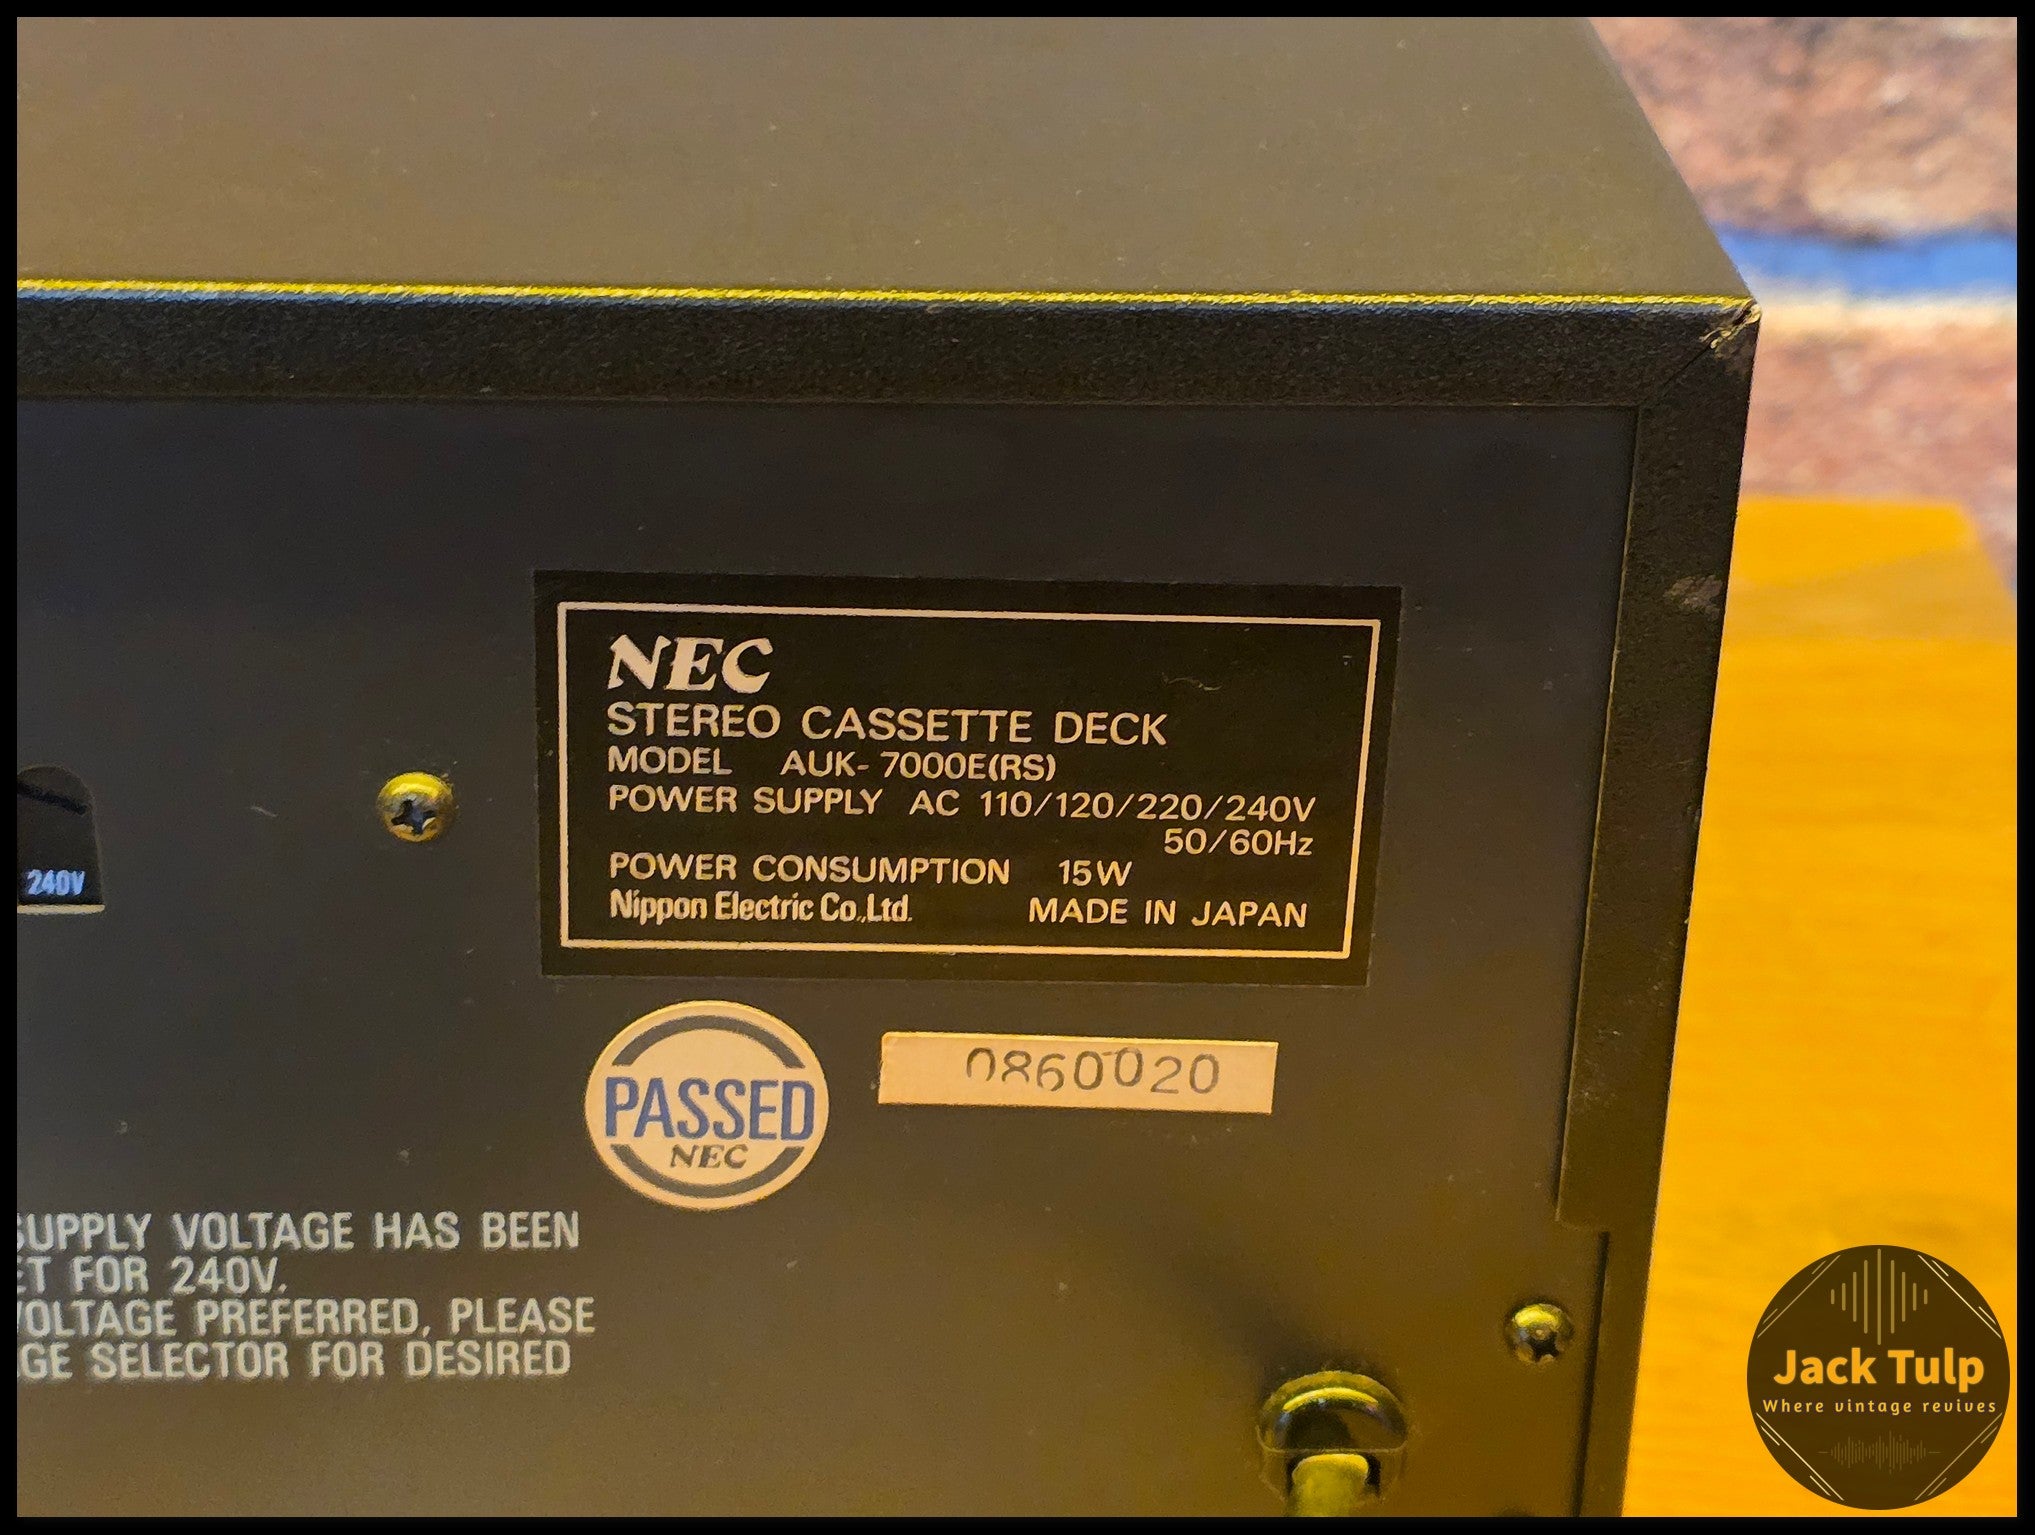 NEC
STEREO CASSETTE DECK
MODEL AUK-7000E(RS)
POWER SUPPLY AC 110/120/220/240V
50/60Hz
POWER CONSUMPTION 15W
Nippon Electric Co.,Ltd. MADE IN JAPAN
240V
PASSED
NEC
0860020
SUPPLY VOLTAGE HAS BEEN
FOR 240V.
VOLTAGE PREFERRED, PLEASE
SELECTOR FOR DESIRED
Jack Tulp
Where vintage revives